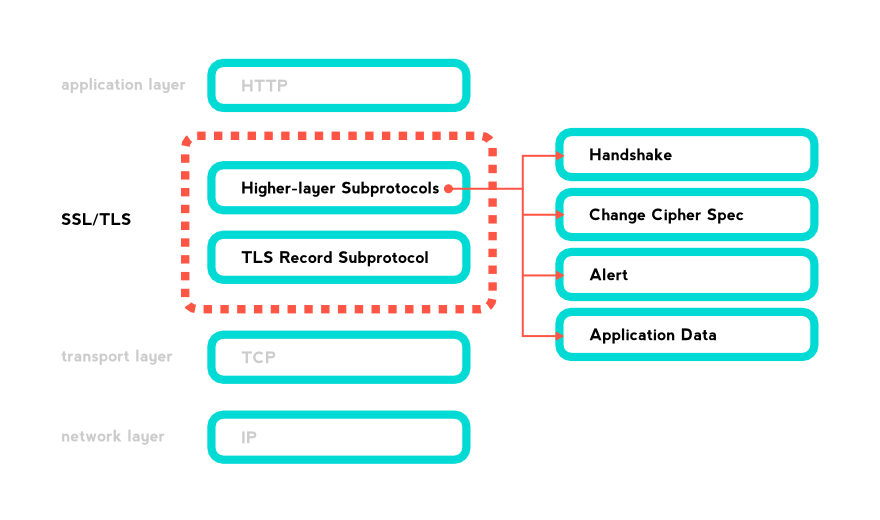 application layer
HTTP
SSL/TLS
Higher-layer Subprotocols
TLS Record Subprotocol
Handshake
Change Cipher Spec
Alert
Application Data
transport layer
TCP
network layer
IP